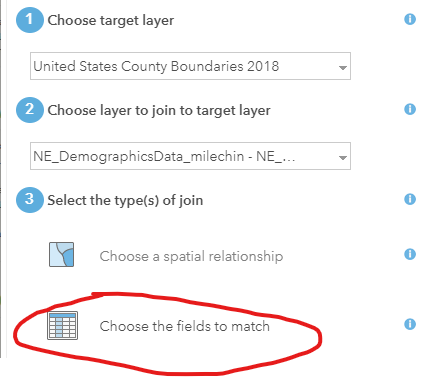 1 Choose target layer
United States County Boundaries 2018
2 Choose layer to join to target layer
NE_DemographicsData_milechin - NE_...
3 Select the type(s) of join
Choose a spatial relationship
Choose the fields to match